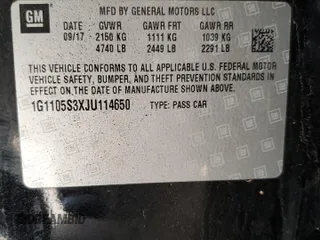 GM
MFD BY GENERAL MOTORS LLC
09/17 GVWR GAWR FRT GAWR RR
2150 KG 1111 KG 1039 KG
4740 LB 2449 LB 2291 LB
THIS VEHICLE CONFORMS TO ALL APPLICABLE U.S. FEDERAL MOTOR
VEHICLE SAFETY, BUMPER, AND THEFT PREVENTION STANDARDS IN
EFFECT ON THE DATE OF MANUFACTURE SHOWN ABOVE.
1G1105S3XJU114650 TYPE: PASS CAR